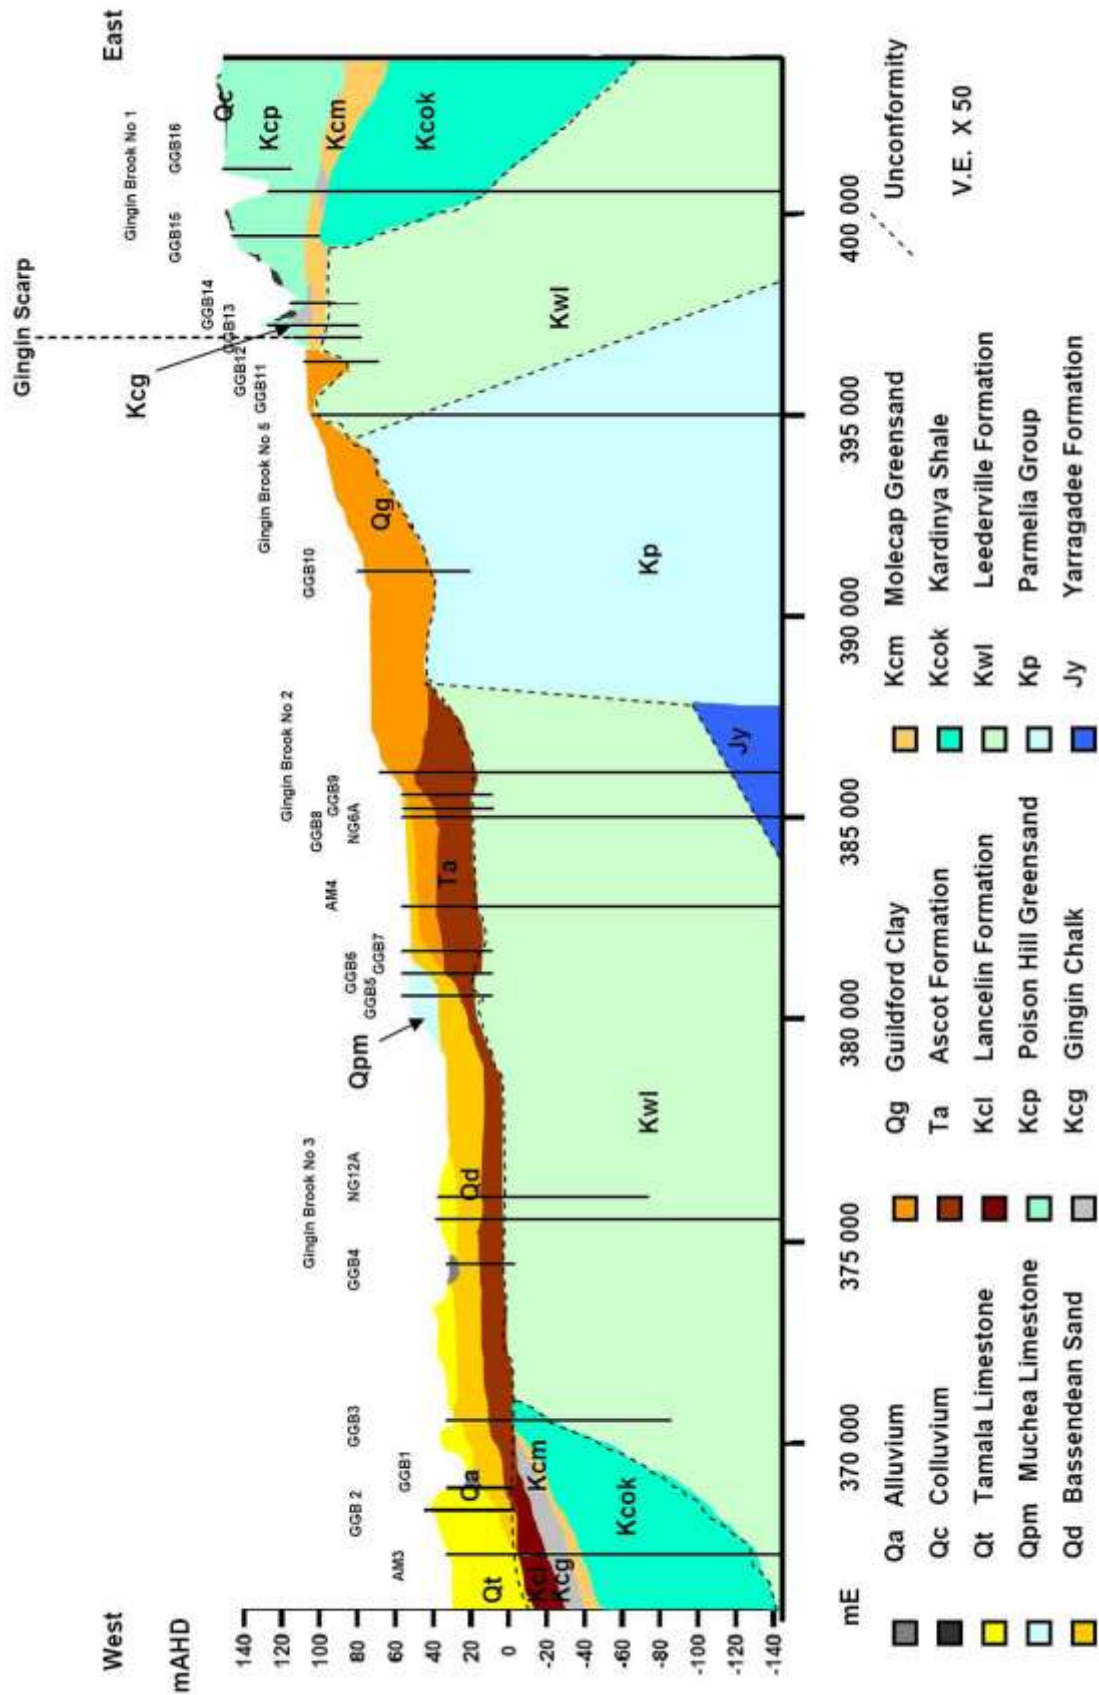 Gingin Scarp
West
East
mAHD
Gingin Brook No 1
GGB16
GGB15
GGB14
GGB13
GGB12
GGB11
Gingin Brook No 5
GGB10
Gingin Brook No 2
GGB9
GGB8
NG6A
AM4
GGB7
GGB6
GGB5
Gingin Brook No 3
NG12A
GGB4
GGB3
GGB1
GGB 2
AM3
Kcg
Qpm
Qc
Kcp
Kcm
Kcok
Kwl
Qg
Kp
Ta
Jy
Qd
Kwl
Qa
Qt
Kcm
Kcok
Kcl
Kcg
140
120
100
80
60
40
20
0
-20
-40
-60
-80
-100
-120
-140
mE
370 000
375 000
380 000
385 000
390 000
395 000
400 000
Qa Alluvium
Qc Colluvium
Qt Tamala Limestone
Qpm Muchea Limestone
Qd Bassendean Sand
Qg Guildford Clay
Ta Ascot Formation
Kcl Lancelin Formation
Kcp Poison Hill Greensand
Kcg Gingin Chalk
Kcm Molecap Greensand
Kcok Kardinya Shale
Kwl Leederville Formation
Kp Parmelia Group
Jy Yarragadee Formation
Unconformity
V.E. X 50